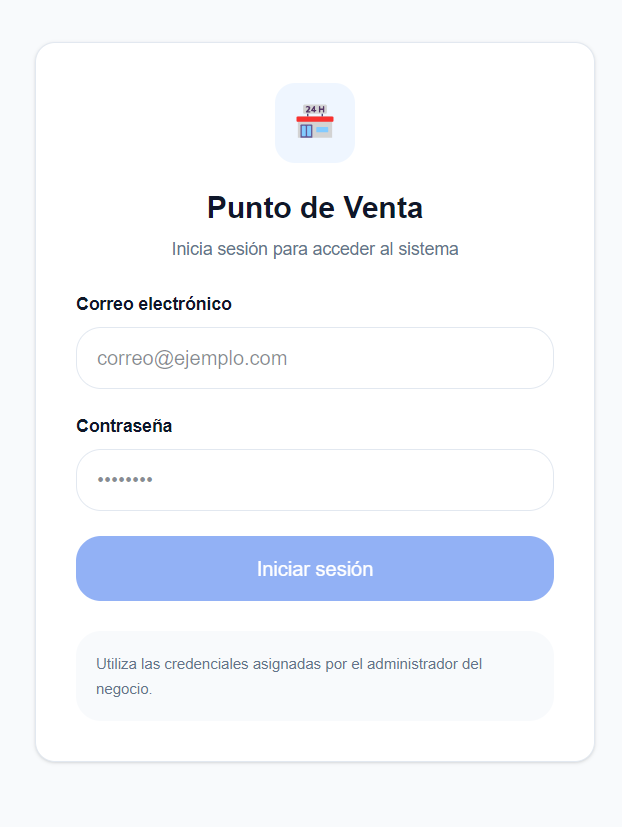 24 H
Punto de Venta
Inicia sesión para acceder al sistema
Correo electrónico
correo@ejemplo.com
Contraseña
••••••••
Iniciar sesión
Utiliza las credenciales asignadas por el administrador del
negocio.